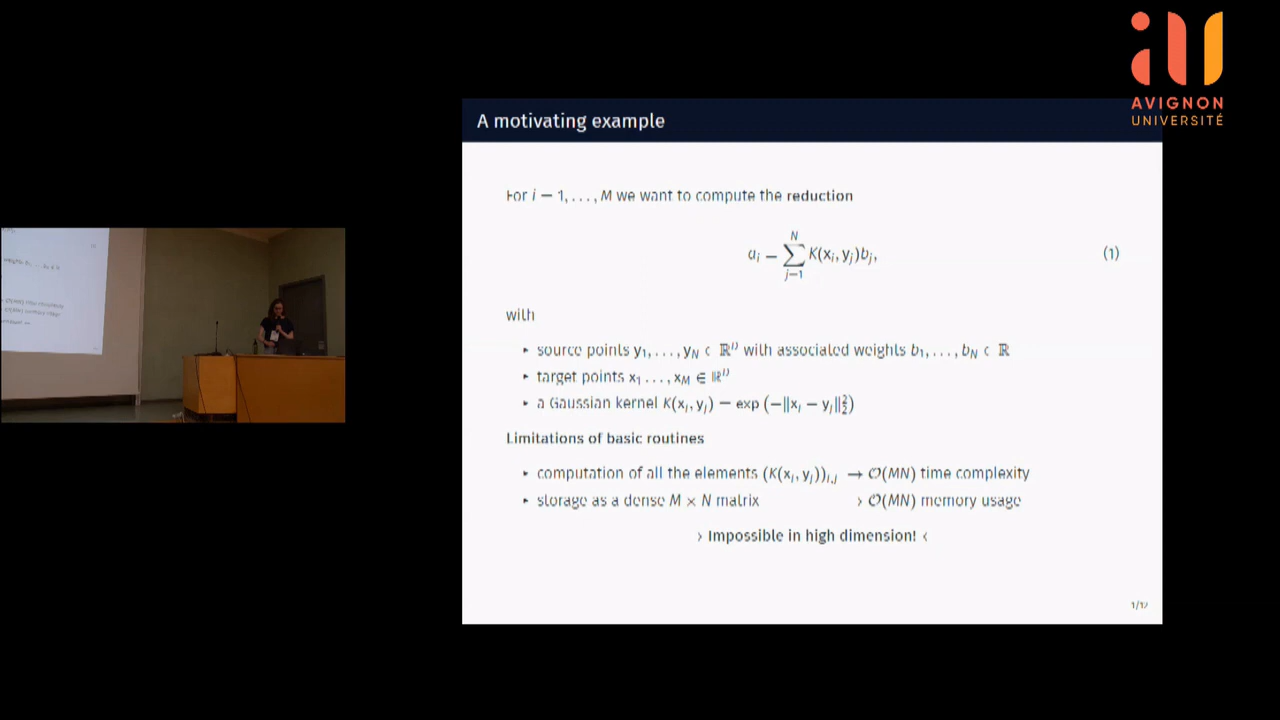 AVIGNON
UNIVERSITÉ
A motivating example
For i = 1, . . . , M we want to compute the reduction
a_i = ∑_{j=1}^{N} K(x_i, y_j)b_j, (1)
with
▸ source points y_1, . . . , y_N ∈ ℝ^D with associated weights b_1, . . . , b_N ∈ ℝ
▸ target points x_1 . . . , x_M ∈ ℝ^D
▸ a Gaussian kernel K(x_i, y_j) = exp (−‖x_i − y_j‖_2^2)
Limitations of basic routines
▸ computation of all the elements (K(x_i, y_j))_{i,j} → O(MN) time complexity
▸ storage as a dense M × N matrix → O(MN) memory usage
› Impossible in high dimension! ‹
1/12